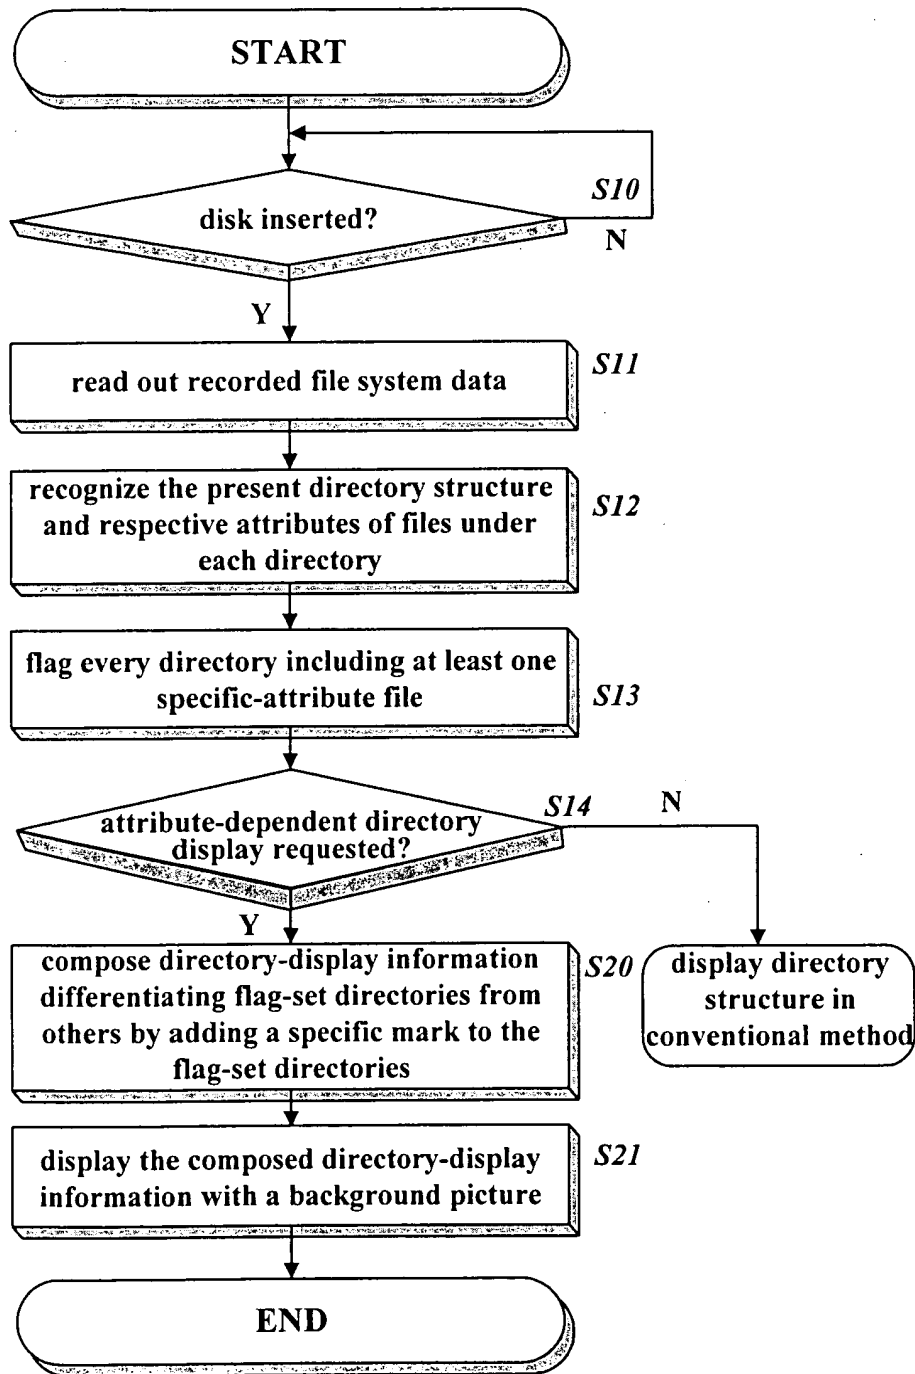 START
disk inserted?
S10
N
Y
read out recorded file system data
S11
recognize the present directory structure
and respective attributes of files under
each directory
S12
flag every directory including at least one
specific-attribute file
S13
attribute-dependent directory
display requested?
S14
N
Y
compose directory-display information
differentiating flag-set directories from
others by adding a specific mark to the
flag-set directories
S20
display directory
structure in
conventional method
display the composed directory-display
information with a background picture
S21
END